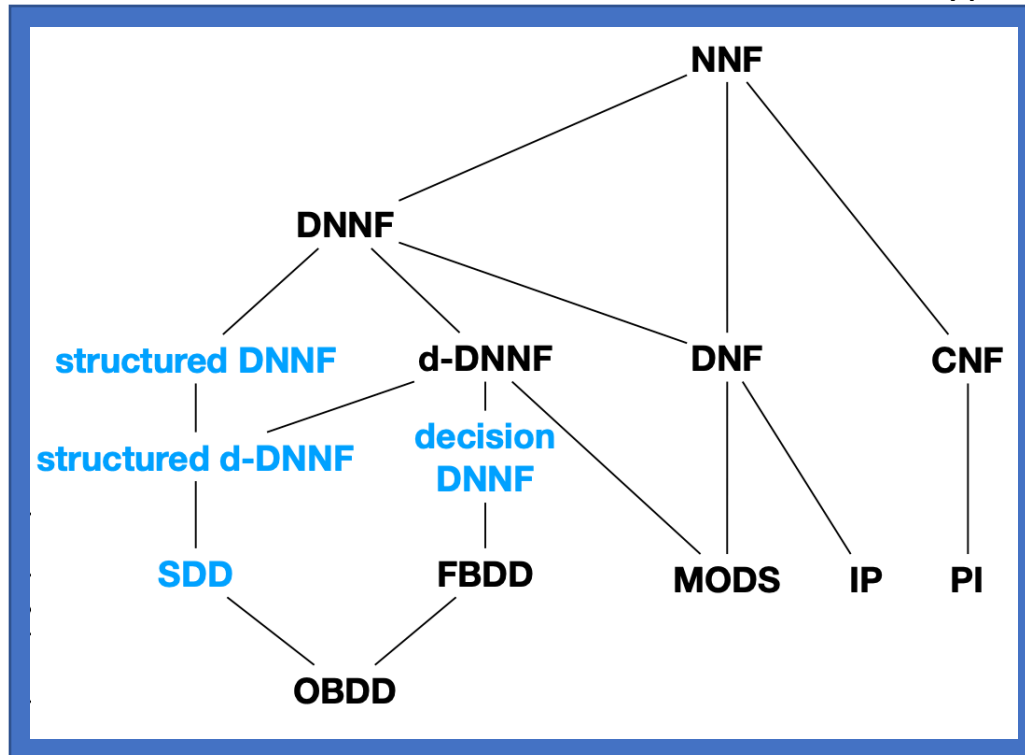 NNF
DNNF
structured DNNF
d-DNNF
DNF
CNF
structured d-DNNF
decision
DNNF
SDD
FBDD
MODS
IP
PI
OBDD